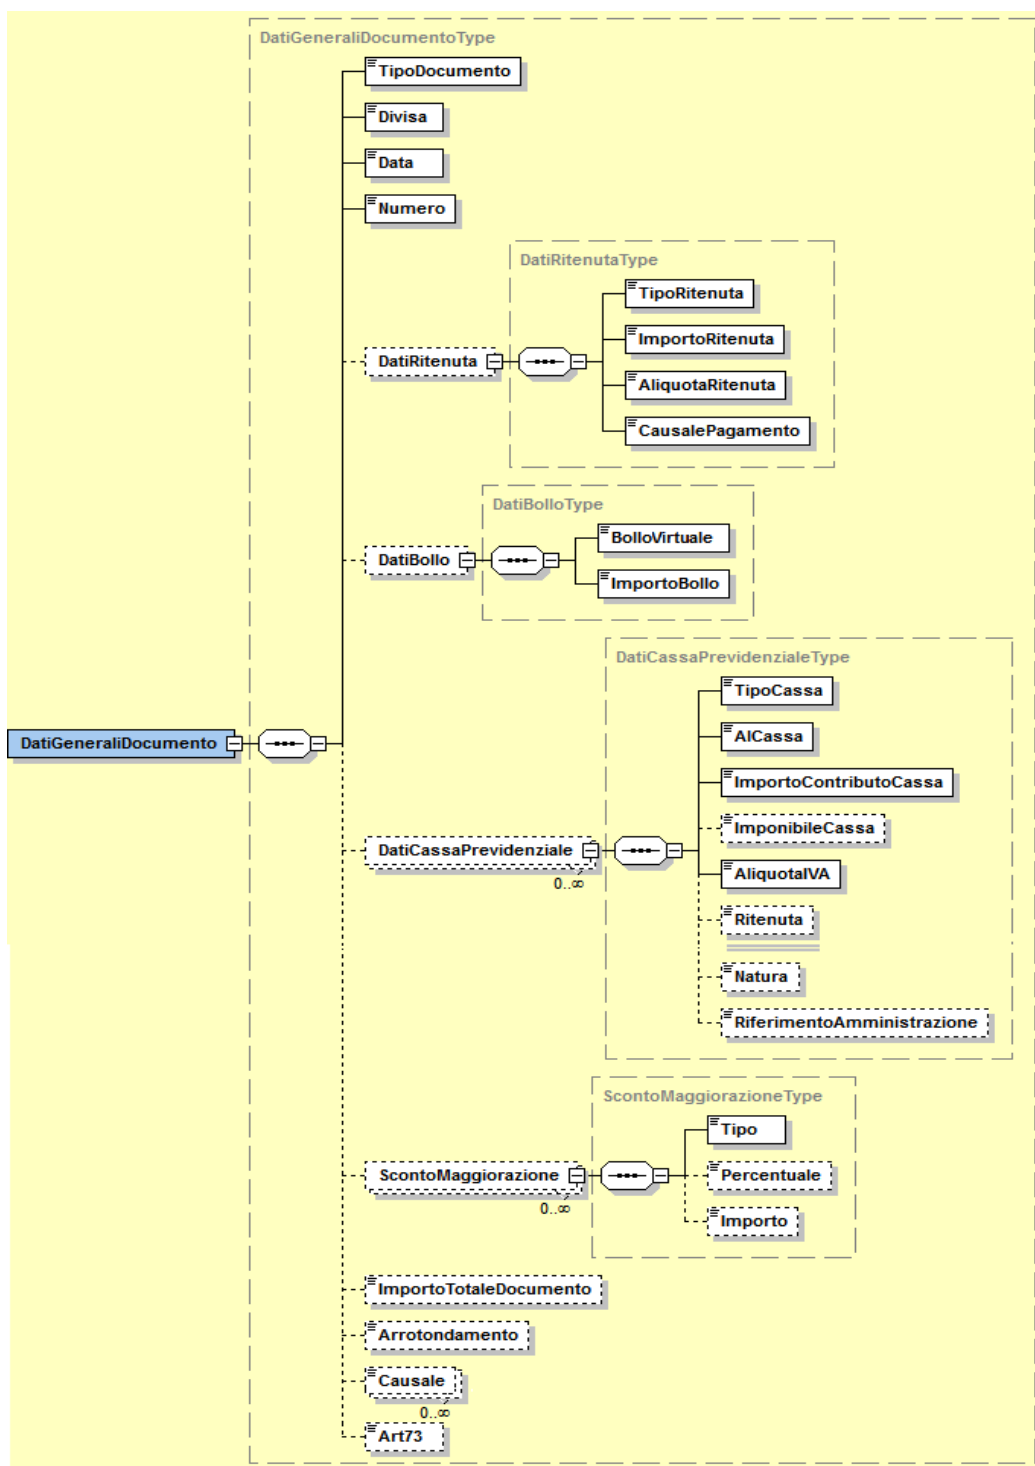 DatiGeneraliDocumentoType
TipoDocumento
Divisa
Data
Numero
DatiRitenutaType
TipoRitenuta
ImportoRitenuta
DatiRitenuta
AliquotaRitenuta
CausalePagamento
DatiBolloType
BolloVirtuale
DatiBollo
ImportoBollo
DatiCassaPrevidenzialeType
TipoCassa
DatiGeneraliDocumento
AlCassa
ImportoContributoCassa
ImponibileCassa
DatiCassaPrevidenziale
0..∞
AliquotaIVA
Ritenuta
Natura
RiferimentoAmministrazione
ScontoMaggiorazioneType
Tipo
ScontoMaggiorazione
0..∞
Percentuale
Importo
ImportoTotaleDocumento
Arrotondamento
Causale
0..∞
Art73